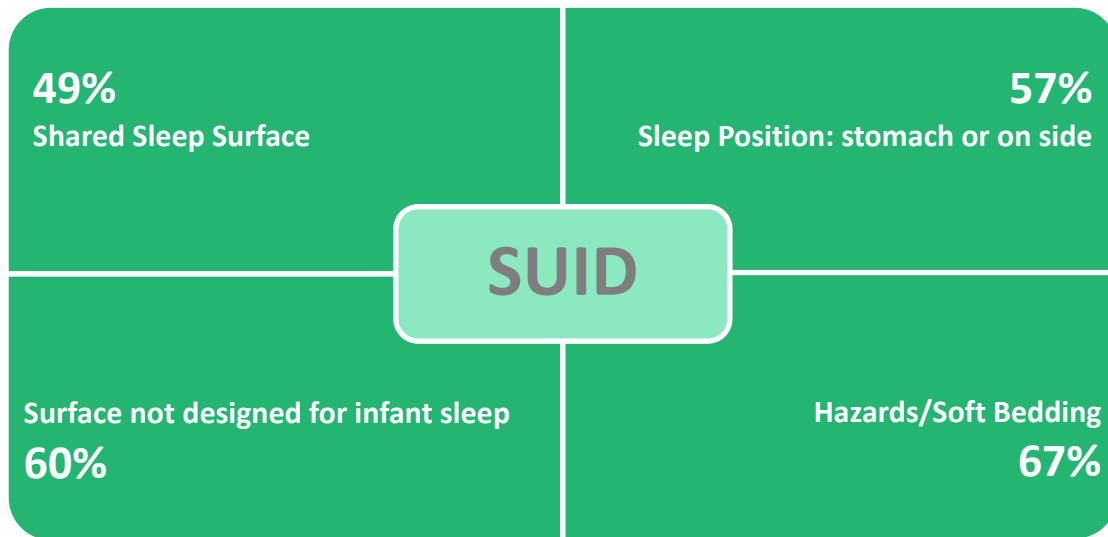 49%
Shared Sleep Surface
57%
Sleep Position: stomach or on side
SUID
Surface not designed for infant sleep
60%
Hazards/Soft Bedding
67%